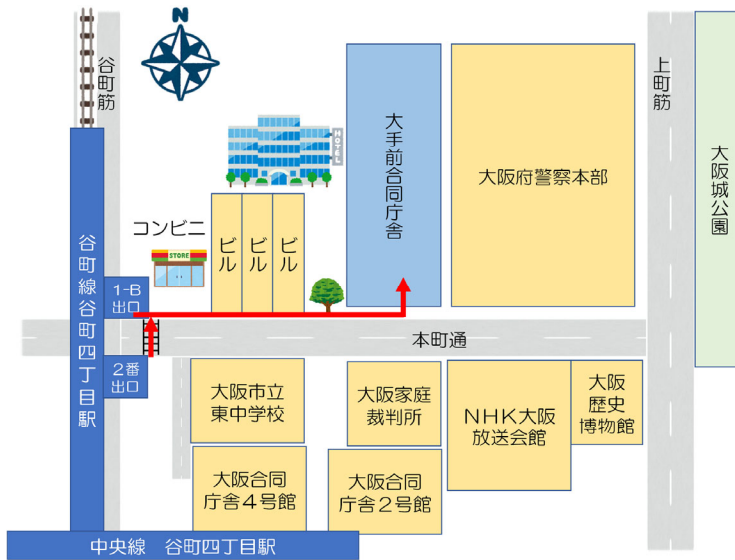 N
谷町筋
上町筋
大手前合同庁舎
大阪府警察本部
大阪城公園
HOTEL
コンビニ
STORE
ビル
ビル
ビル
谷町線谷町四丁目駅
1-B
出口
本町通
2番
出口
大阪市立
東中学校
大阪家庭
裁判所
NHK大阪
放送会館
大阪
歴史
博物館
大阪合同
庁舎4号館
大阪合同
庁舎2号館
中央線　谷町四丁目駅